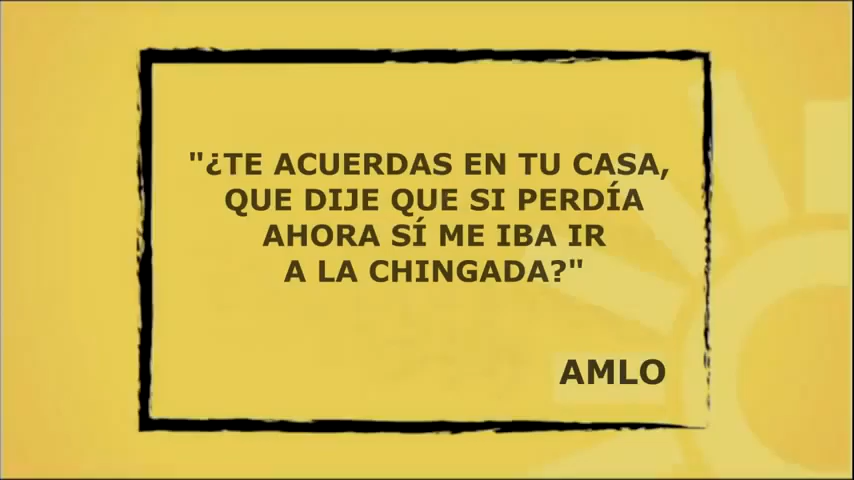 "¿TE ACUERDAS EN TU CASA,
QUE DIJE QUE SI PERDÍA
AHORA SÍ ME IBA IR
A LA CHINGADA?"
AMLO